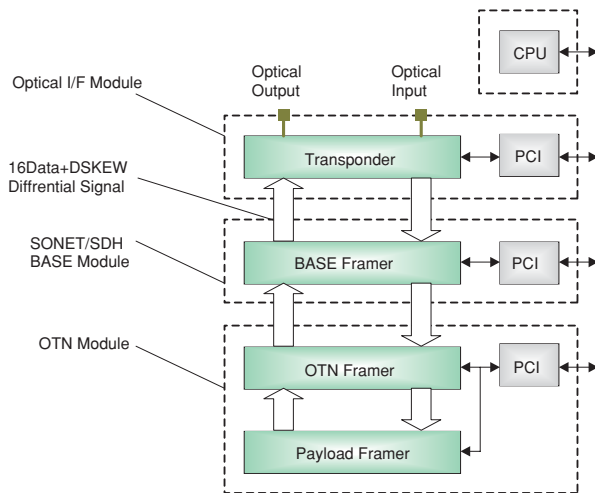 CPU
Optical I/F Module
Optical
Output
Optical
Input
Transponder
PCI
16Data+DSKEW
Diffrential Signal
SONET/SDH
BASE Module
BASE Framer
PCI
OTN Module
OTN Framer
PCI
Payload Framer